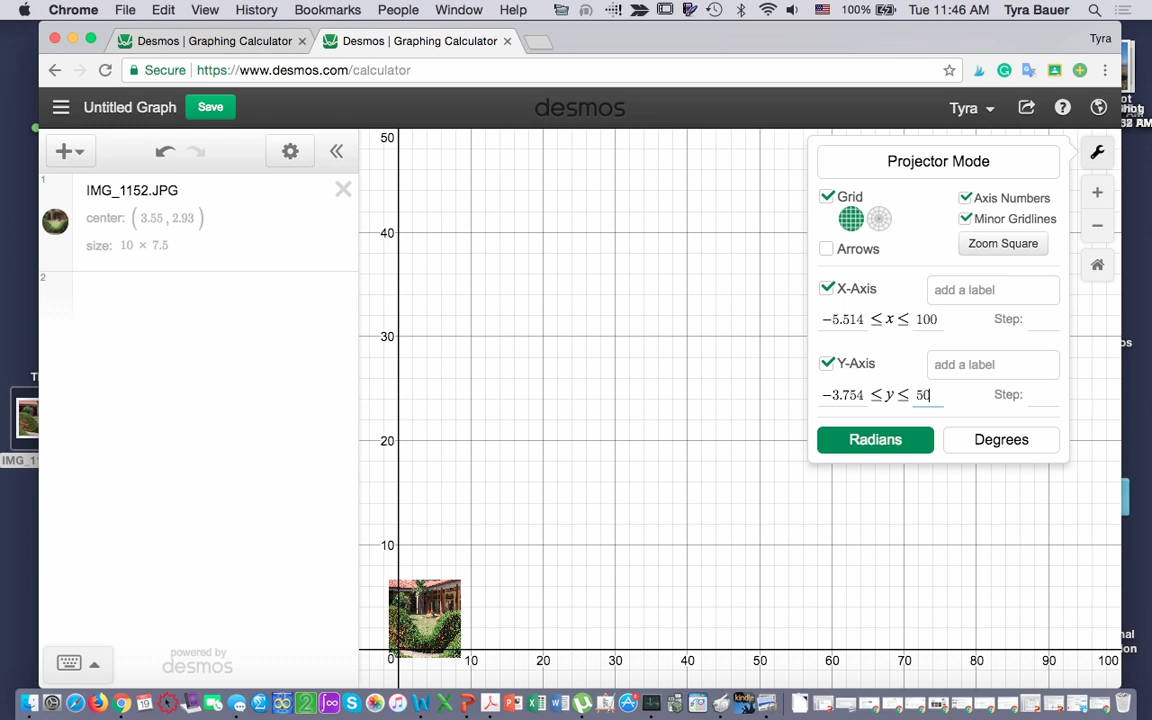 Chrome File Edit View History Bookmarks People Window Help 100% Tue 11:46 AM Tyra Bauer
Desmos | Graphing Calculator
Desmos | Graphing Calculator
Tyra
Secure https://www.desmos.com/calculator
Untitled Graph Save desmos Tyra
1
IMG_1152.JPG
center: (3.55, 2.93)
size: 10 × 7.5
2
powered by
desmos
50
40
30
20
10
0 10 20 30 40 50 60 70 80 90 100
Projector Mode
Grid Axis Numbers
Minor Gridlines
Arrows Zoom Square
X-Axis add a label
−5.514 ≤ x ≤ 100 Step:
Y-Axis add a label
−3.754 ≤ y ≤ 50 Step:
Radians Degrees